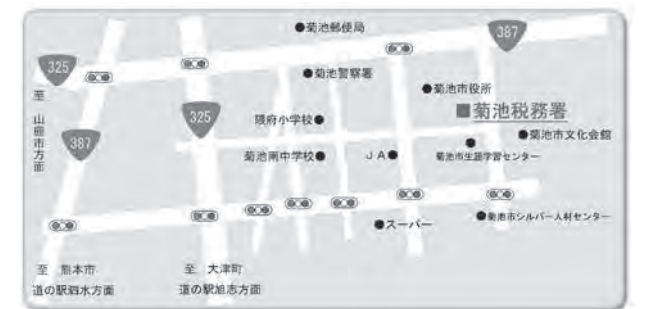 ●菊池郵便局
387
325
●菊池警察署
●菊池市役所
至 山鹿市方面
387
325
隈府小学校●
■菊池税務署
●菊池市文化会館
菊池南中学校●
JA●
菊池市生涯学習センター
●スーパー
●菊池市シルバー人材センター
至 熊本市
道の駅泗水方面
至 大津町
道の駅旭志方面